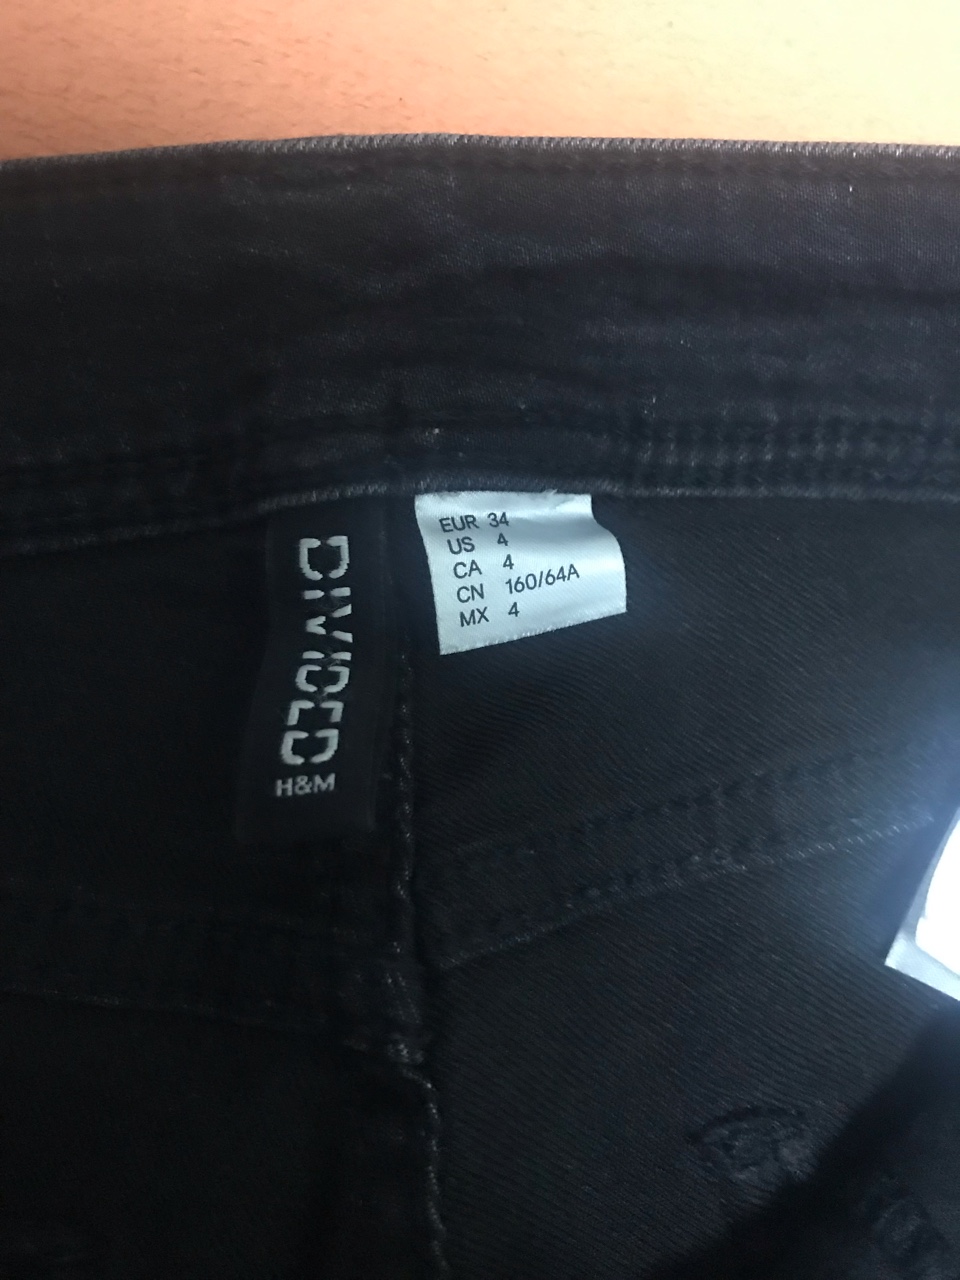 DIVIDED
H&M
EUR 34
US 4
CA 4
CN 160/64A
MX 4